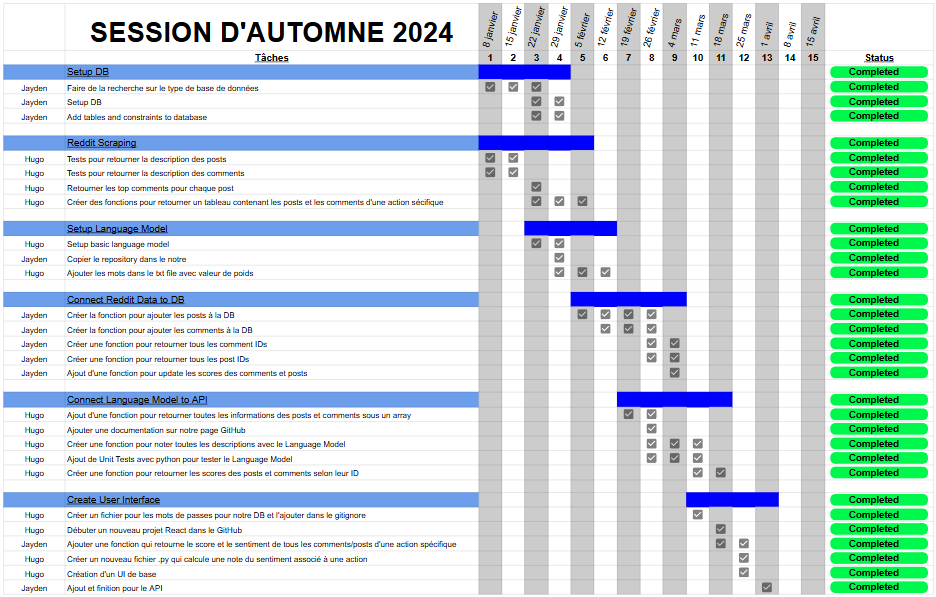 SESSION D'AUTOMNE 2024
8 janvier 15 janvier 22 janvier 29 janvier 5 février 12 février 19 février 26 février 4 mars 11 mars 18 mars 25 mars 1 avril 8 avril 15 avril
Tâches 1 2 3 4 5 6 7 8 9 10 11 12 13 14 15 Status
Setup DB Completed
Jayden Faire de la recherche sur le type de base de données Completed
Jayden Setup DB Completed
Jayden Add tables and constraints to database Completed
Reddit Scraping Completed
Hugo Tests pour retourner la description des posts Completed
Hugo Tests pour retourner la description des comments Completed
Hugo Retourner les top comments pour chaque post Completed
Hugo Créer des fonctions pour retourner un tableau contenant les posts et les comments d'une action sécifique Completed
Setup Language Model Completed
Hugo Setup basic language model Completed
Jayden Copier le repository dans le notre Completed
Hugo Ajouter les mots dans le txt file avec valeur de poids Completed
Connect Reddit Data to DB Completed
Jayden Créer la fonction pour ajouter les posts à la DB Completed
Jayden Créer la fonction pour ajouter les comments à la DB Completed
Jayden Créer une fonction pour retourner tous les comment IDs Completed
Jayden Créer une fonction pour retourner tous les post IDs Completed
Jayden Ajout d'une fonction pour update les scores des comments et posts Completed
Connect Language Model to API Completed
Hugo Ajout d'une fonction pour retourner toutes les informations des posts et comments sous un array Completed
Hugo Ajouter une documentation sur notre page GitHub Completed
Hugo Créer une fonction pour noter toutes les descriptions avec le Language Model Completed
Hugo Ajout de Unit Tests avec python pour tester le Language Model Completed
Hugo Créer une fonction pour retourner les scores des posts et comments selon leur ID Completed
Create User Interface Completed
Hugo Créer un fichier pour les mots de passes pour notre DB et l'ajouter dans le gitignore Completed
Hugo Débuter un nouveau projet React dans le GitHub Completed
Jayden Ajouter une fonction qui retourne le score et le sentiment de tous les comments/posts d'une action spécifique Completed
Hugo Créer un nouveau fichier .py qui calcule une note du sentiment associé à une action Completed
Hugo Création d'un UI de base Completed
Jayden Ajout et finition pour le API Completed